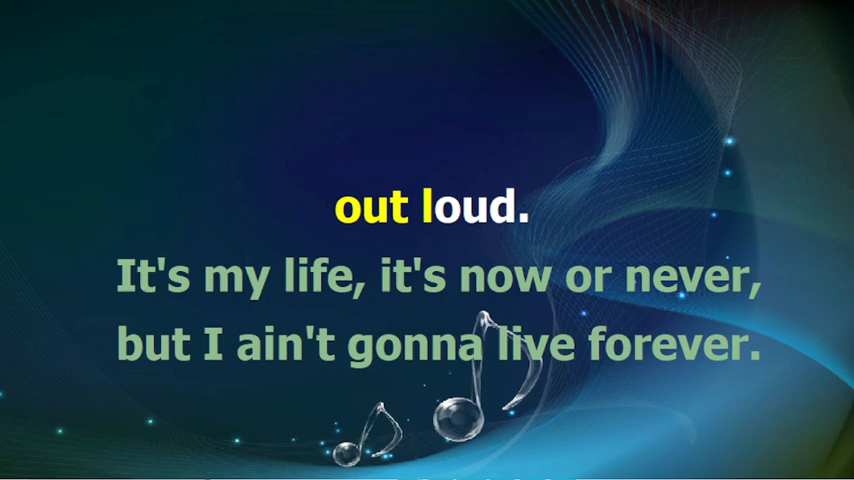 out loud.
It's my life, it's now or never,
but I ain't gonna live forever.